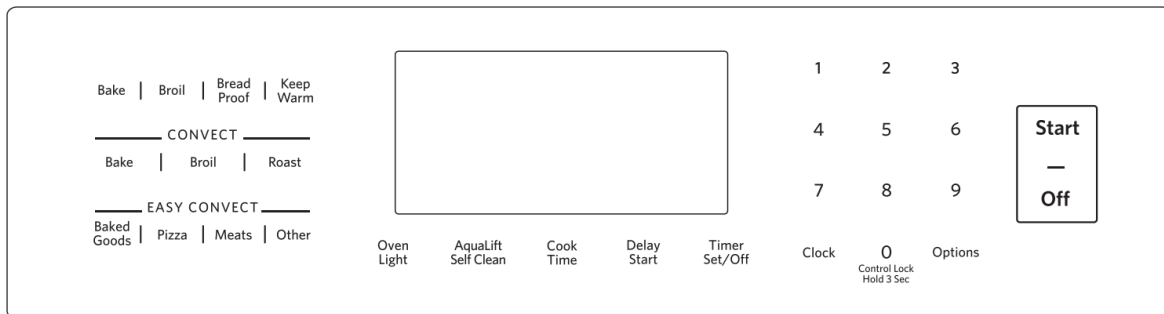 Bake | Broil | Bread Proof | Keep Warm
CONVECT
Bake | Broil | Roast
EASY CONVECT
Baked Goods | Pizza | Meats | Other
Oven Light
AquaLift Self Clean
Cook Time
Delay Start
Timer Set/Off
1 2 3
4 5 6
7 8 9
Clock 0 Options
Control Lock
Hold 3 Sec
Start
—
Off